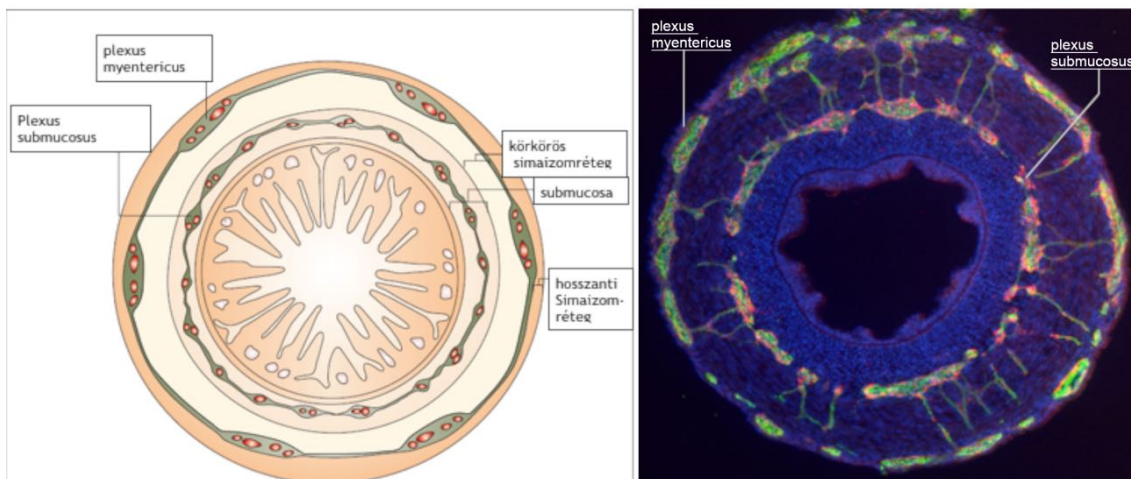 plexus
myentericus
Plexus
submucosus
körkörös
simaizomréteg
submucosa
hosszanti
Simaizom-
réteg
plexus
myentericus
plexus
submucosus